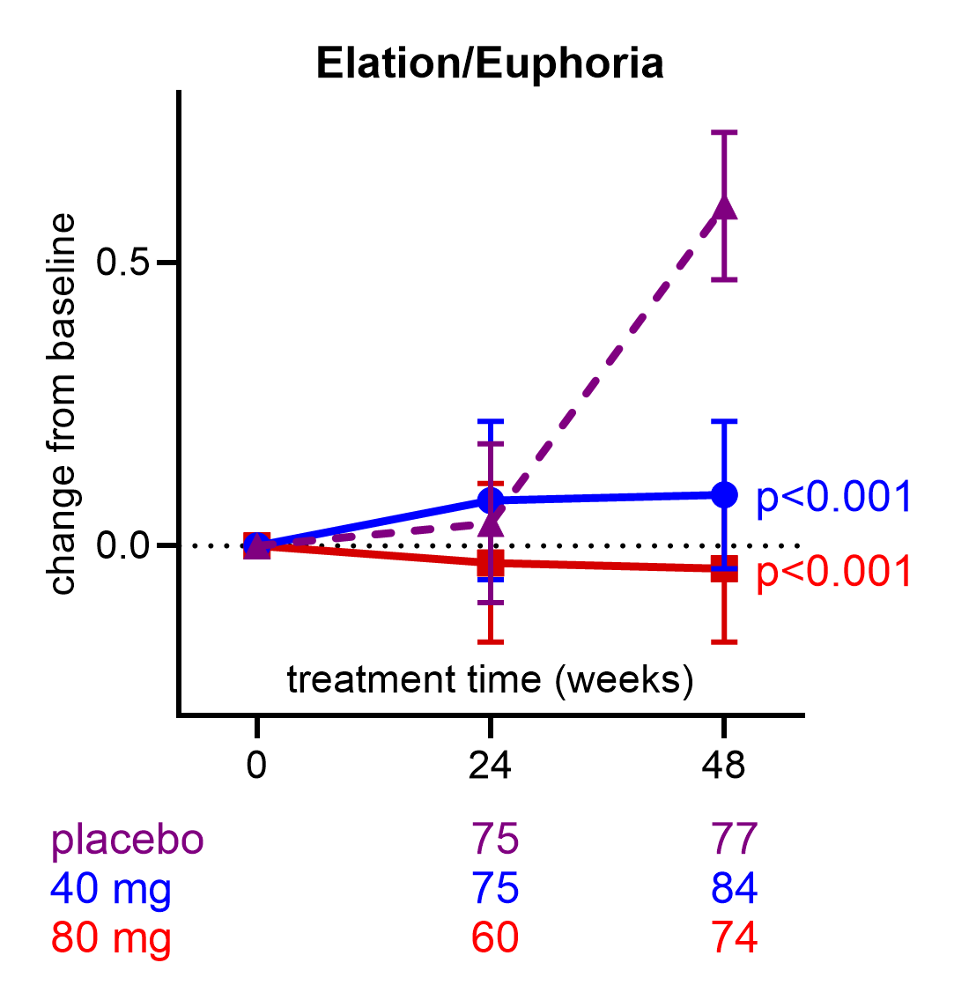 Elation/Euphoria
change from baseline
0.5
0.0
p<0.001
p<0.001
treatment time (weeks)
0 24 48
placebo 75 77
40 mg 75 84
80 mg 60 74